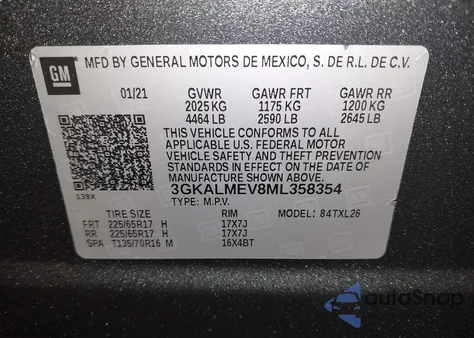 GM MFD BY GENERAL MOTORS DE MEXICO, S. DE R.L. DE C.V.
01/21 GVWR GAWR FRT GAWR RR
2025 KG 1175 KG 1200 KG
4464 LB 2590 LB 2645 LB
THIS VEHICLE CONFORMS TO ALL
APPLICABLE U.S. FEDERAL MOTOR
VEHICLE SAFETY AND THEFT PREVENTION
STANDARDS IN EFFECT ON THE DATE OF
MANUFACTURE SHOWN ABOVE.
3GKALMEV8ML358354
139X TYPE: M.P.V.
TIRE SIZE RIM MODEL: 84TXL26
FRT 225/65R17 H 17X7J
RR 225/65R17 H 17X7J
SPA T135/70R16 M 16X4BT
autoSnap